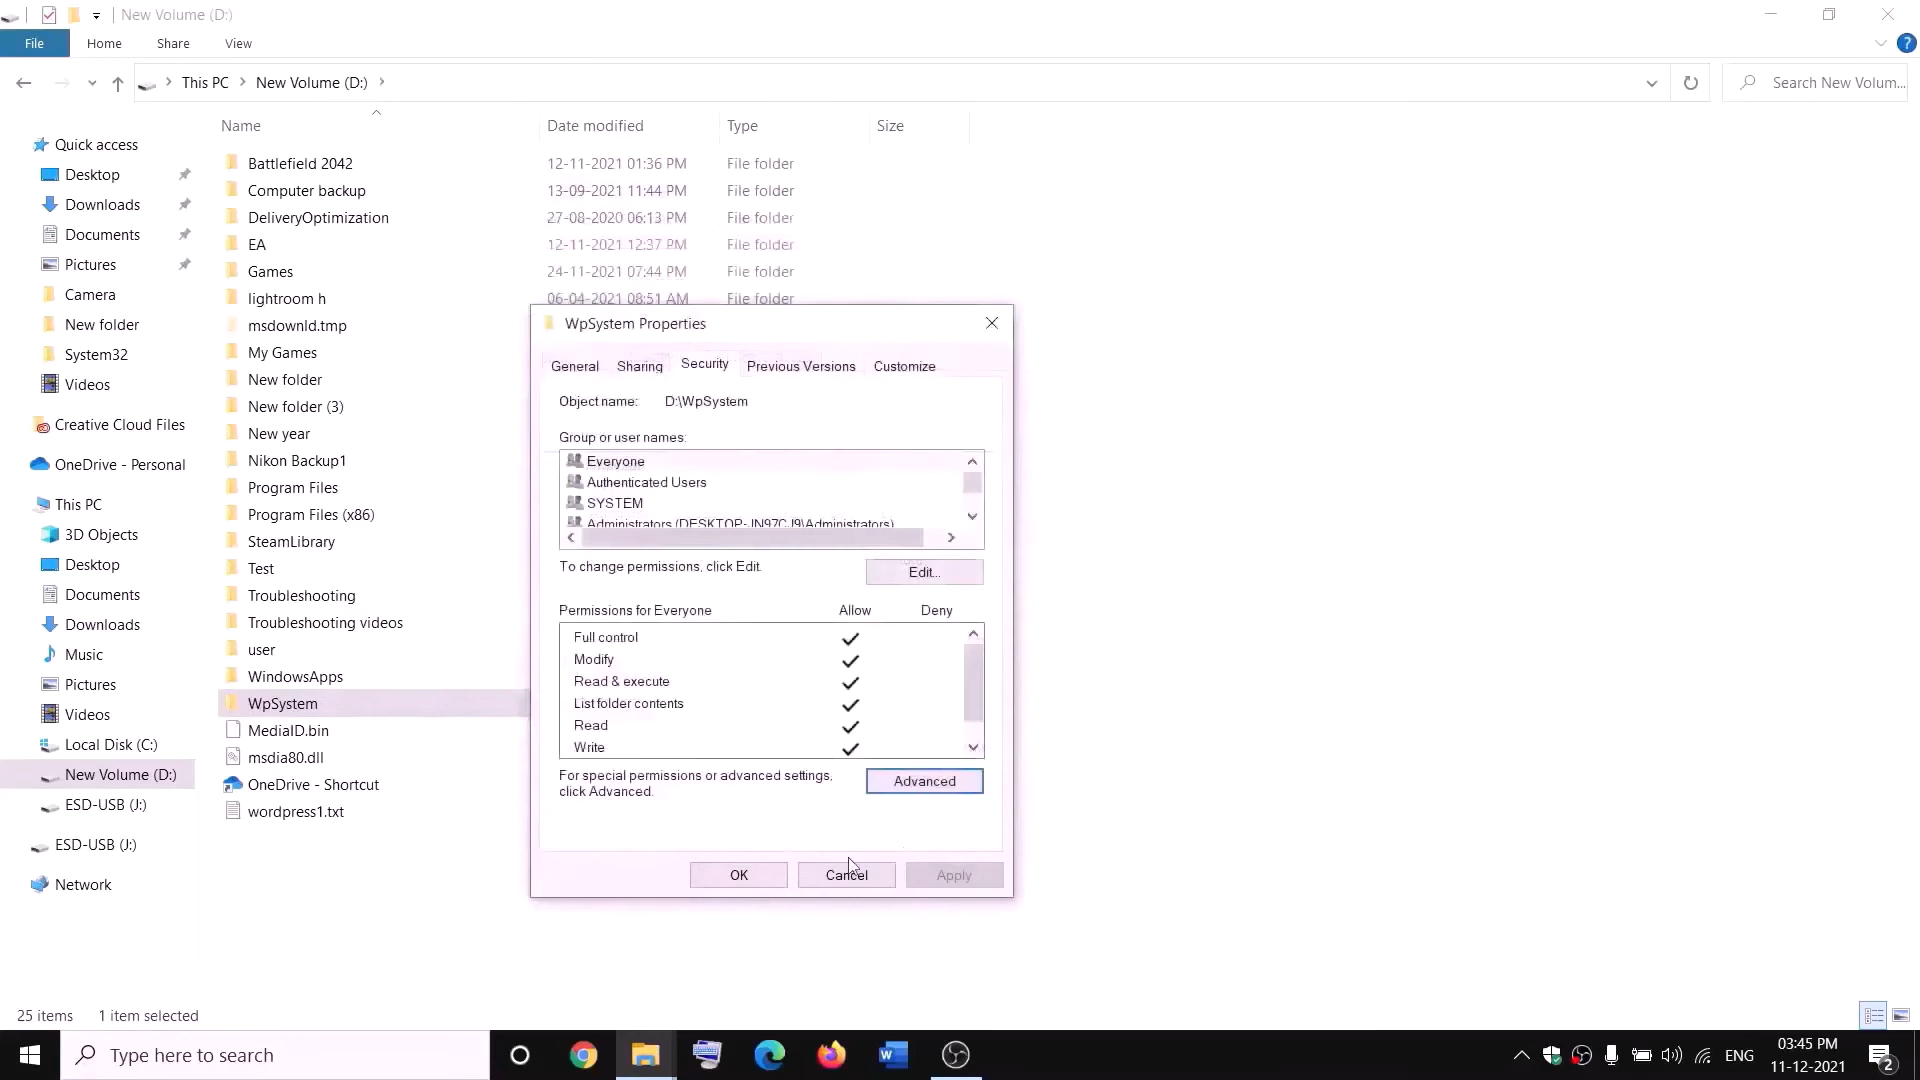 New Volume (D:)
File Home Share View
This PC New Volume (D:) Search New Volum...
Name Date modified Type Size
Quick access
Desktop
Downloads
Documents
Pictures
Camera
New folder
System32
Videos
Creative Cloud Files
OneDrive - Personal
This PC
3D Objects
Desktop
Documents
Downloads
Music
Pictures
Videos
Local Disk (C:)
New Volume (D:)
ESD-USB (J:)
ESD-USB (J:)
Network
Battlefield 2042 12-11-2021 01:36 PM File folder
Computer backup 13-09-2021 11:44 PM File folder
DeliveryOptimization 27-08-2020 06:13 PM File folder
EA 12-11-2021 12:37 PM File folder
Games 24-11-2021 07:44 PM File folder
lightroom h 06-04-2021 08:51 AM File folder
msdownld.tmp
My Games
New folder
New folder (3)
New year
Nikon Backup1
Program Files
Program Files (x86)
SteamLibrary
Test
Troubleshooting
Troubleshooting videos
user
WindowsApps
WpSystem
MediaID.bin
msdia80.dll
OneDrive - Shortcut
wordpress1.txt
WpSystem Properties
General Sharing Security Previous Versions Customize
Object name: D:\WpSystem
Group or user names:
Everyone
Authenticated Users
SYSTEM
Administrators (DESKTOP-JN97CJ9\Administrators)
To change permissions, click Edit. Edit...
Permissions for Everyone Allow Deny
Full control
Modify
Read & execute
List folder contents
Read
Write
For special permissions or advanced settings,
click Advanced. Advanced
OK Cancel Apply
25 items 1 item selected
Type here to search
ENG
03:45 PM
11-12-2021
2